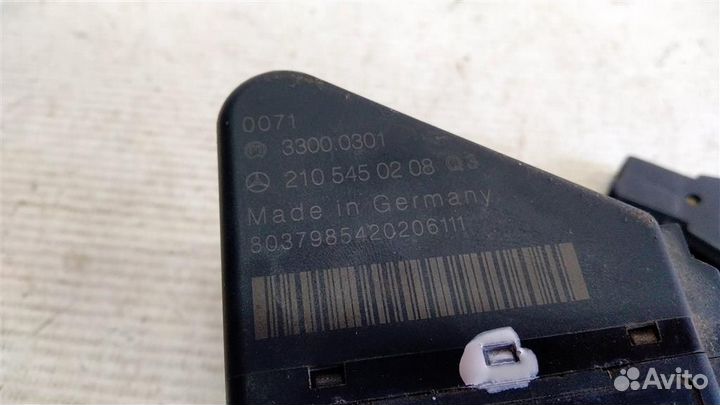 0071
3300.0301
210 545 02 08 Q3
Made in Germany
8037985420206111
Avito